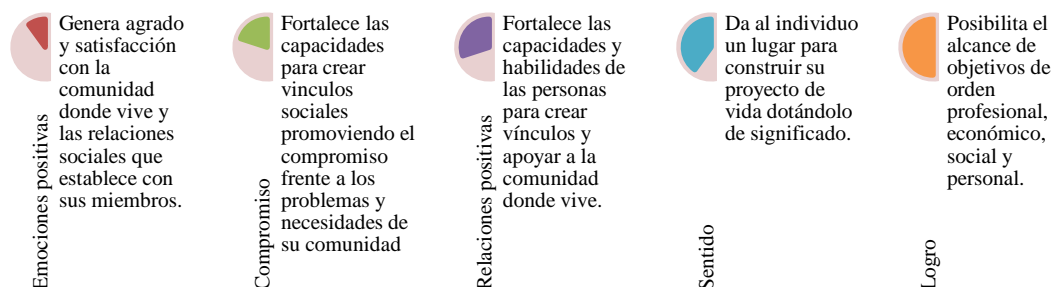 Emociones positivas
Genera agrado
y satisfacción
con la
comunidad
donde vive y
las relaciones
sociales que
establece con
sus miembros.
Compromiso
Fortalece las
capacidades
para crear
vinculos
sociales
promoviendo el
compromiso
frente a los
problemas y
necesidades de
su comunidad
Relaciones positivas
Fortalece las
capacidades y
habilidades de
las personas
para crear
vínculos y
apoyar a la
comunidad
donde vive.
Sentido
Da al individuo
un lugar para
construir su
proyecto de
vida dotándolo
de significado.
Logro
Posibilita el
alcance de
objetivos de
orden
profesional,
económico,
social y
personal.